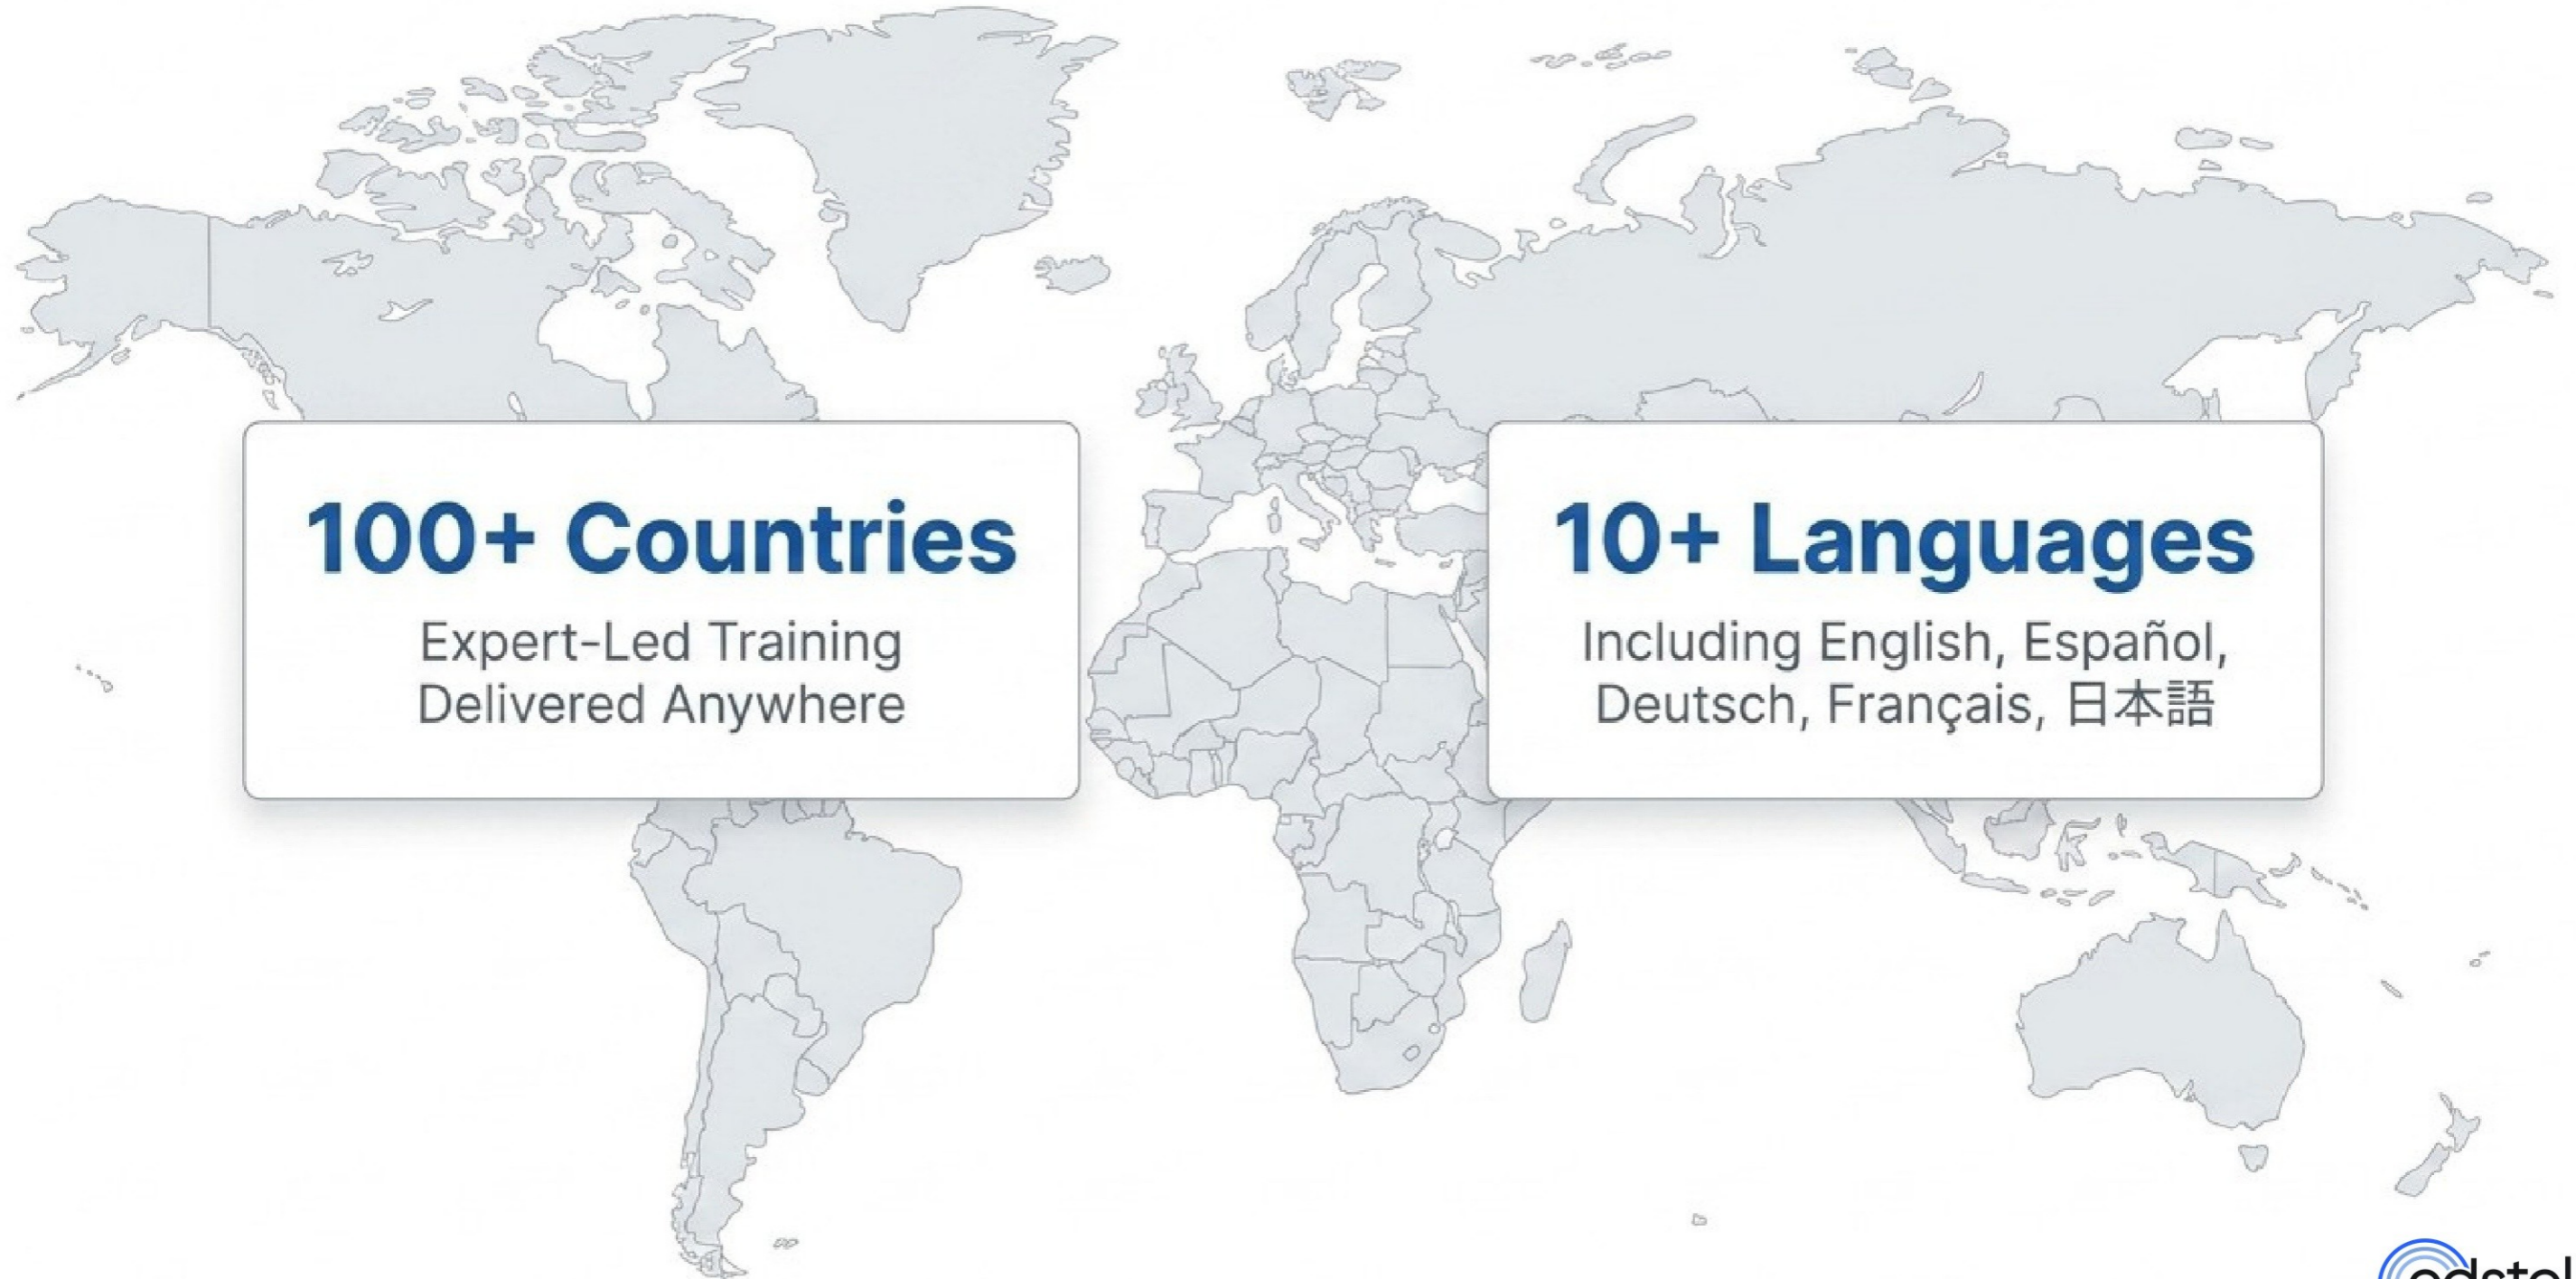 100+ Countries
Expert-Led Training
Delivered Anywhere
10+ Languages
Including English, Español,
Deutsch, Français, 日本語